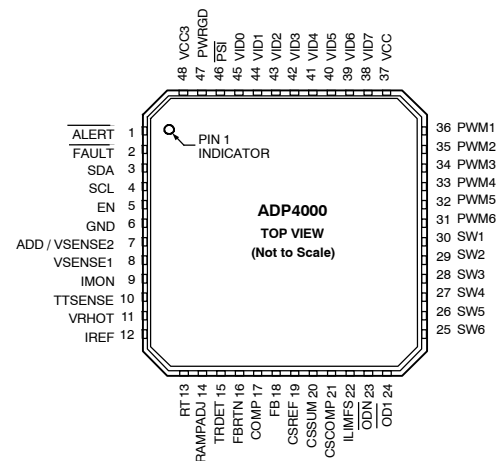 48 VCC3
47 PWRGD
46 PSI
45 VID0
44 VID1
43 VID2
42 VID3
41 VID4
40 VID5
39 VID6
38 VID7
37 VCC
ALERT 1
FAULT 2
SDA 3
SCL 4
EN 5
GND 6
ADD / VSENSE2 7
VSENSE1 8
IMON 9
TTSENSE 10
VRHOT 11
IREF 12
PIN 1
INDICATOR
ADP4000
TOP VIEW
(Not to Scale)
36 PWM1
35 PWM2
34 PWM3
33 PWM4
32 PWM5
31 PWM6
30 SW1
29 SW2
28 SW3
27 SW4
26 SW5
25 SW6
RT 13
RAMPADJ 14
TRDET 15
FBRTN 16
COMP 17
FB 18
CSREF 19
CSSUM 20
CSCOMP 21
ILIMFS 22
ODN 23
OD1 24